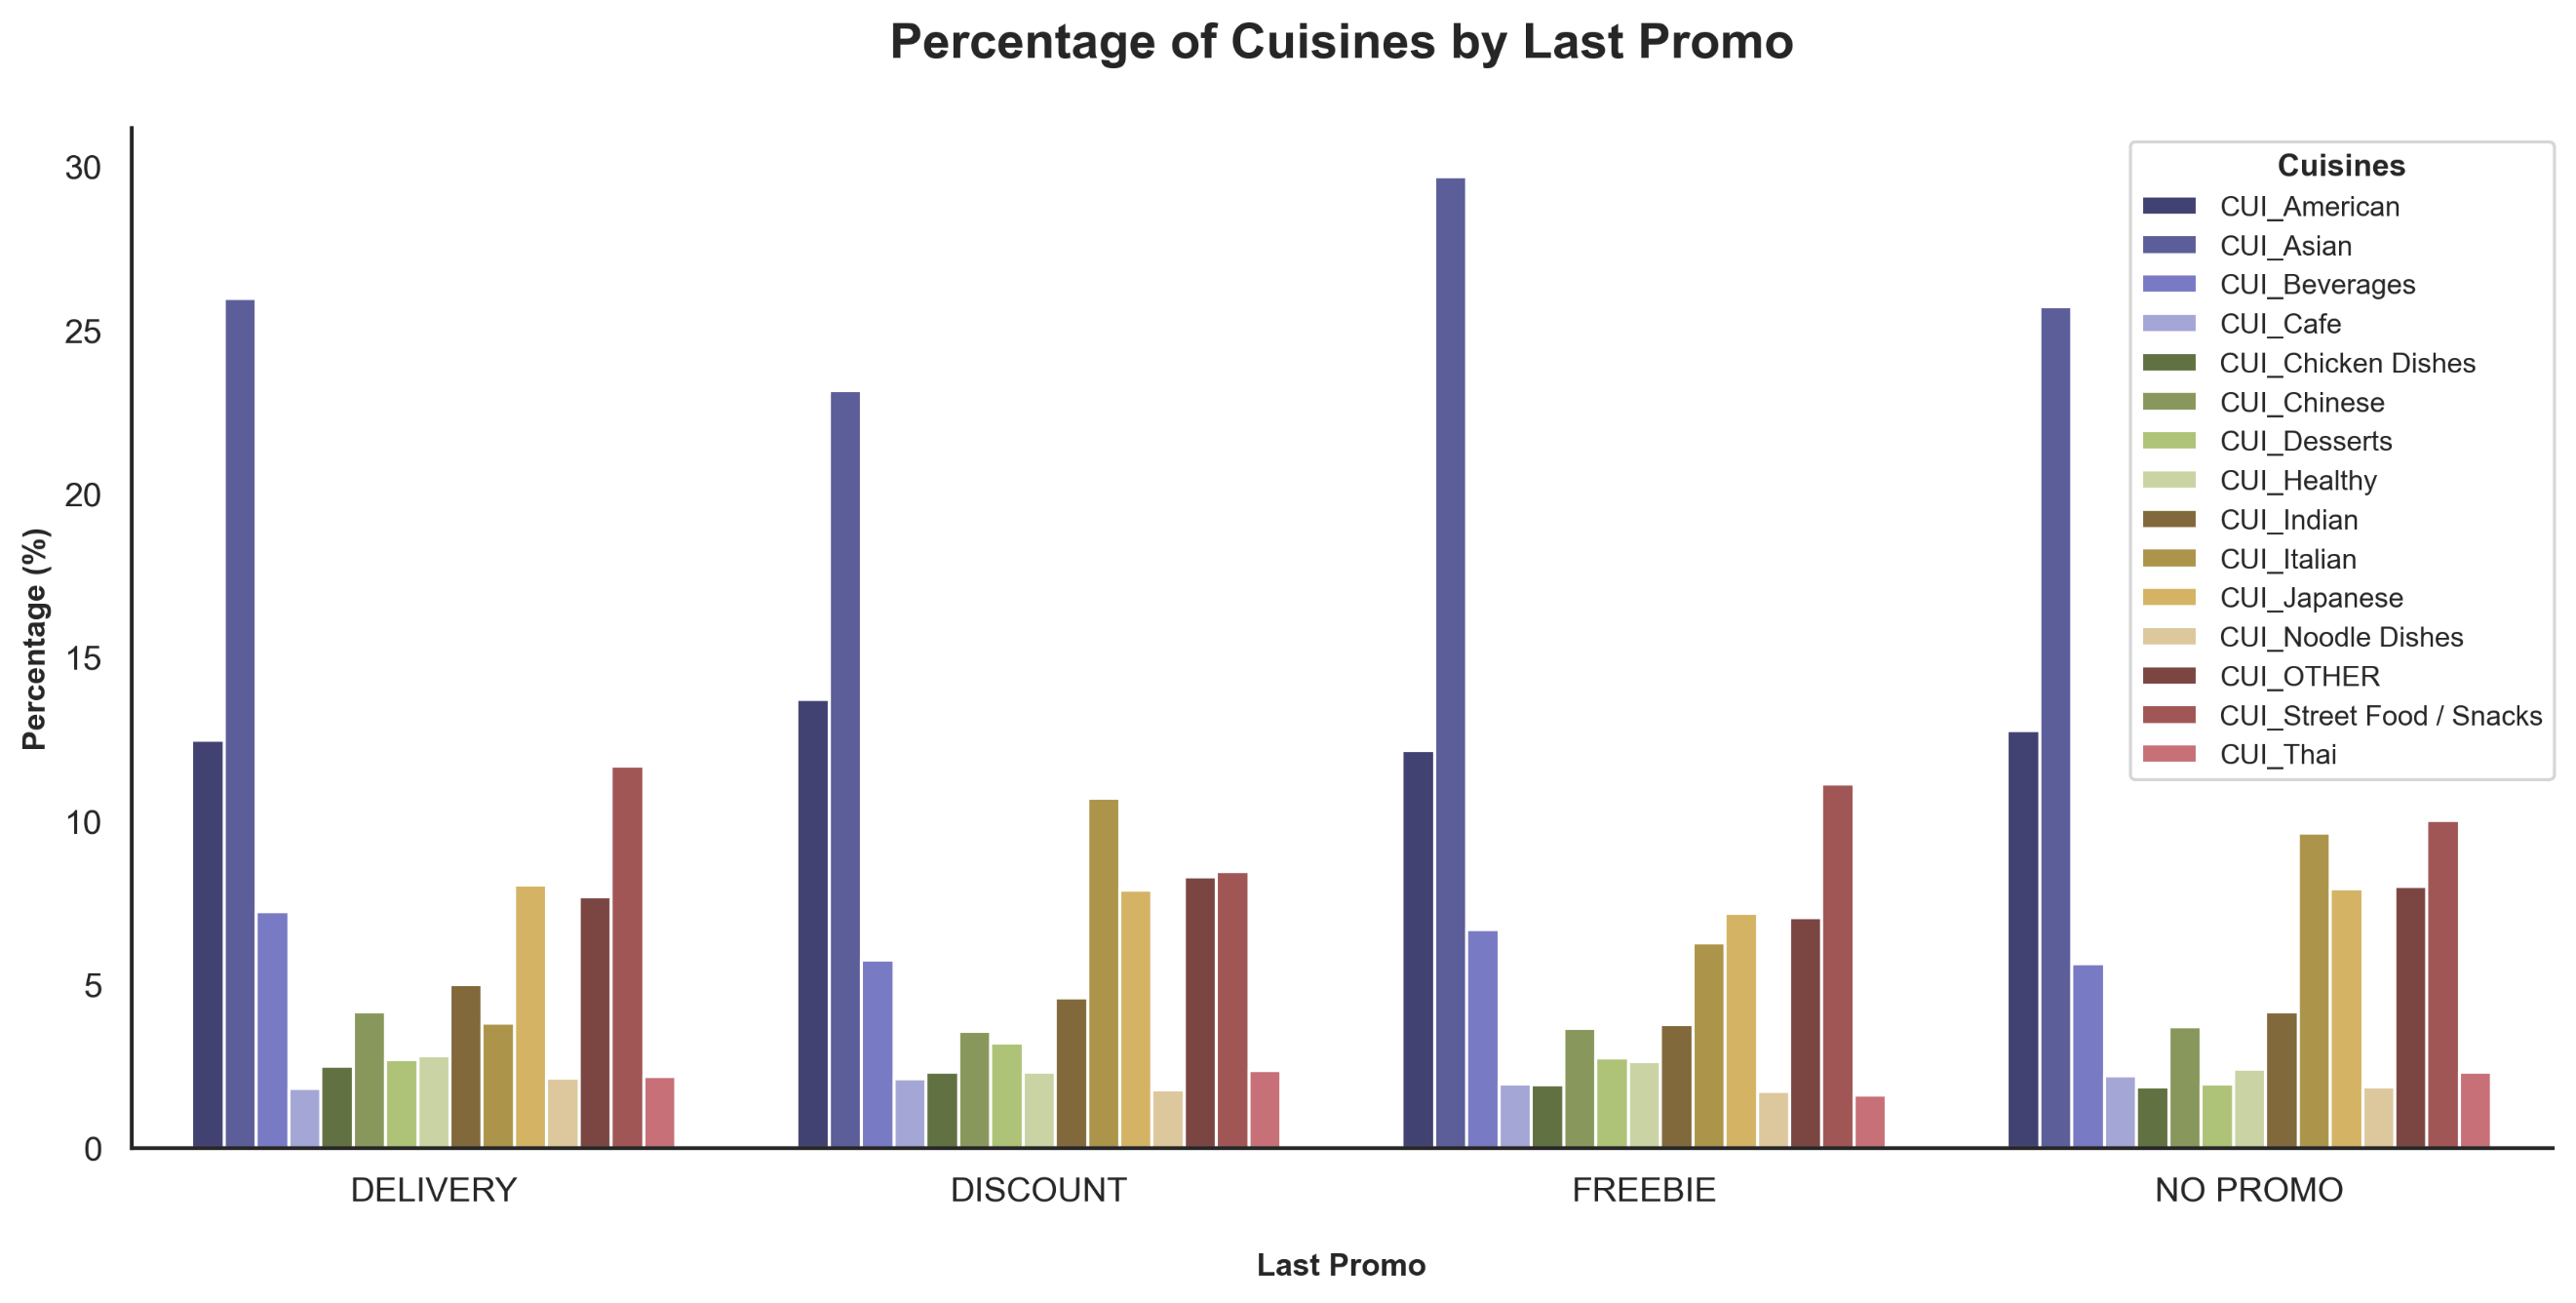 Percentage of Cuisines by Last Promo
Percentage (%)
30
25
20
15
10
5
0
Cuisines
CUI_American
CUI_Asian
CUI_Beverages
CUI_Cafe
CUI_Chicken Dishes
CUI_Chinese
CUI_Desserts
CUI_Healthy
CUI_Indian
CUI_Italian
CUI_Japanese
CUI_Noodle Dishes
CUI_OTHER
CUI_Street Food / Snacks
CUI_Thai
DELIVERY
DISCOUNT
FREEBIE
NO PROMO
Last Promo